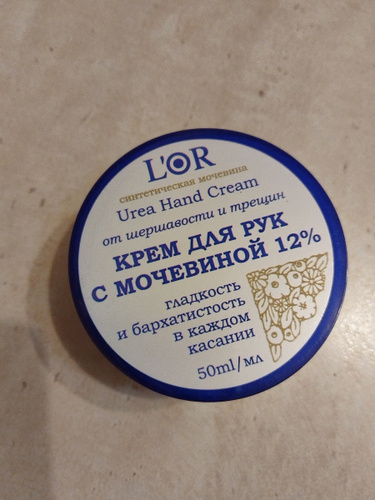 L'OR
синтетическая мочевина
Urea Hand Cream
от шершавости и трещин
КРЕМ ДЛЯ РУК
С МОЧЕВИНОЙ 12%
гладкость
и бархатистость
в каждом
касании
50ml/мл